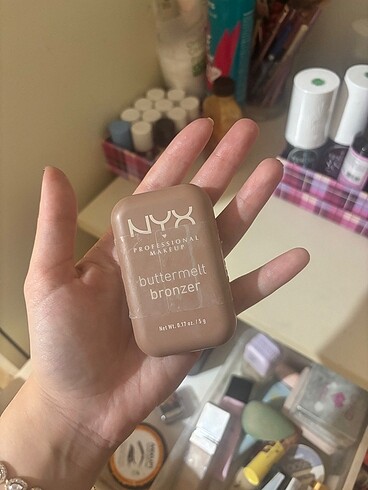 NYX
PROFESSIONAL
MAKEUP
buttermelt
bronzer
Net Wt. 0.17 oz. / 5 g